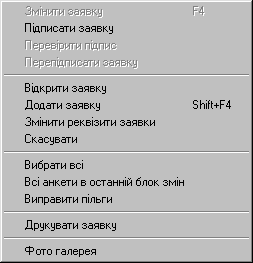 Змінити заявку F4
Підписати заявку
Перевірити підпис
Перепідписати заявку
Відкрити заявку
Додати заявку Shift+F4
Змінити реквізити заявки
Скасувати
Вибрати всі
Всі анкети в останній блок змін
Виправити пільги
Друкувати заявку
Фото галерея